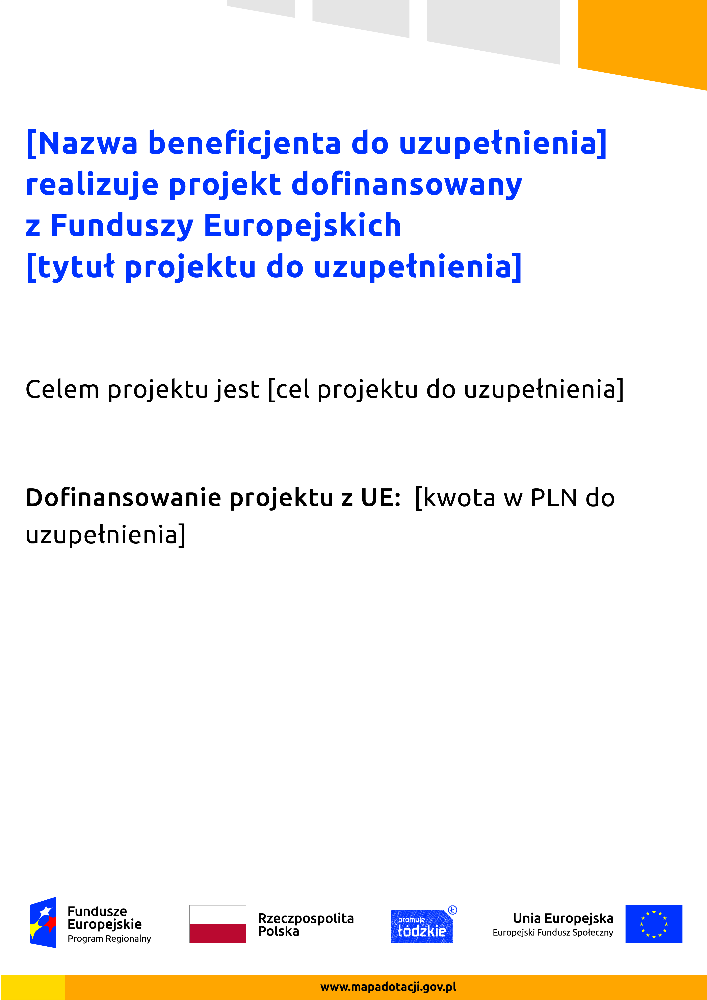 [Nazwa beneficjenta do uzupełnienia]
realizuje projekt dofinansowany
z Funduszy Europejskich
[tytuł projektu do uzupełnienia]
Celem projektu jest [cel projektu do uzupełnienia]
Dofinansowanie projektu z UE: [kwota w PLN do
uzupełnienia]
Fundusze
Europejskie
Program Regionalny
Rzeczpospolita
Polska
promuje
łódzkie
Ł
Unia Europejska
Europejski Fundusz Społeczny
www.mapadotacji.gov.pl